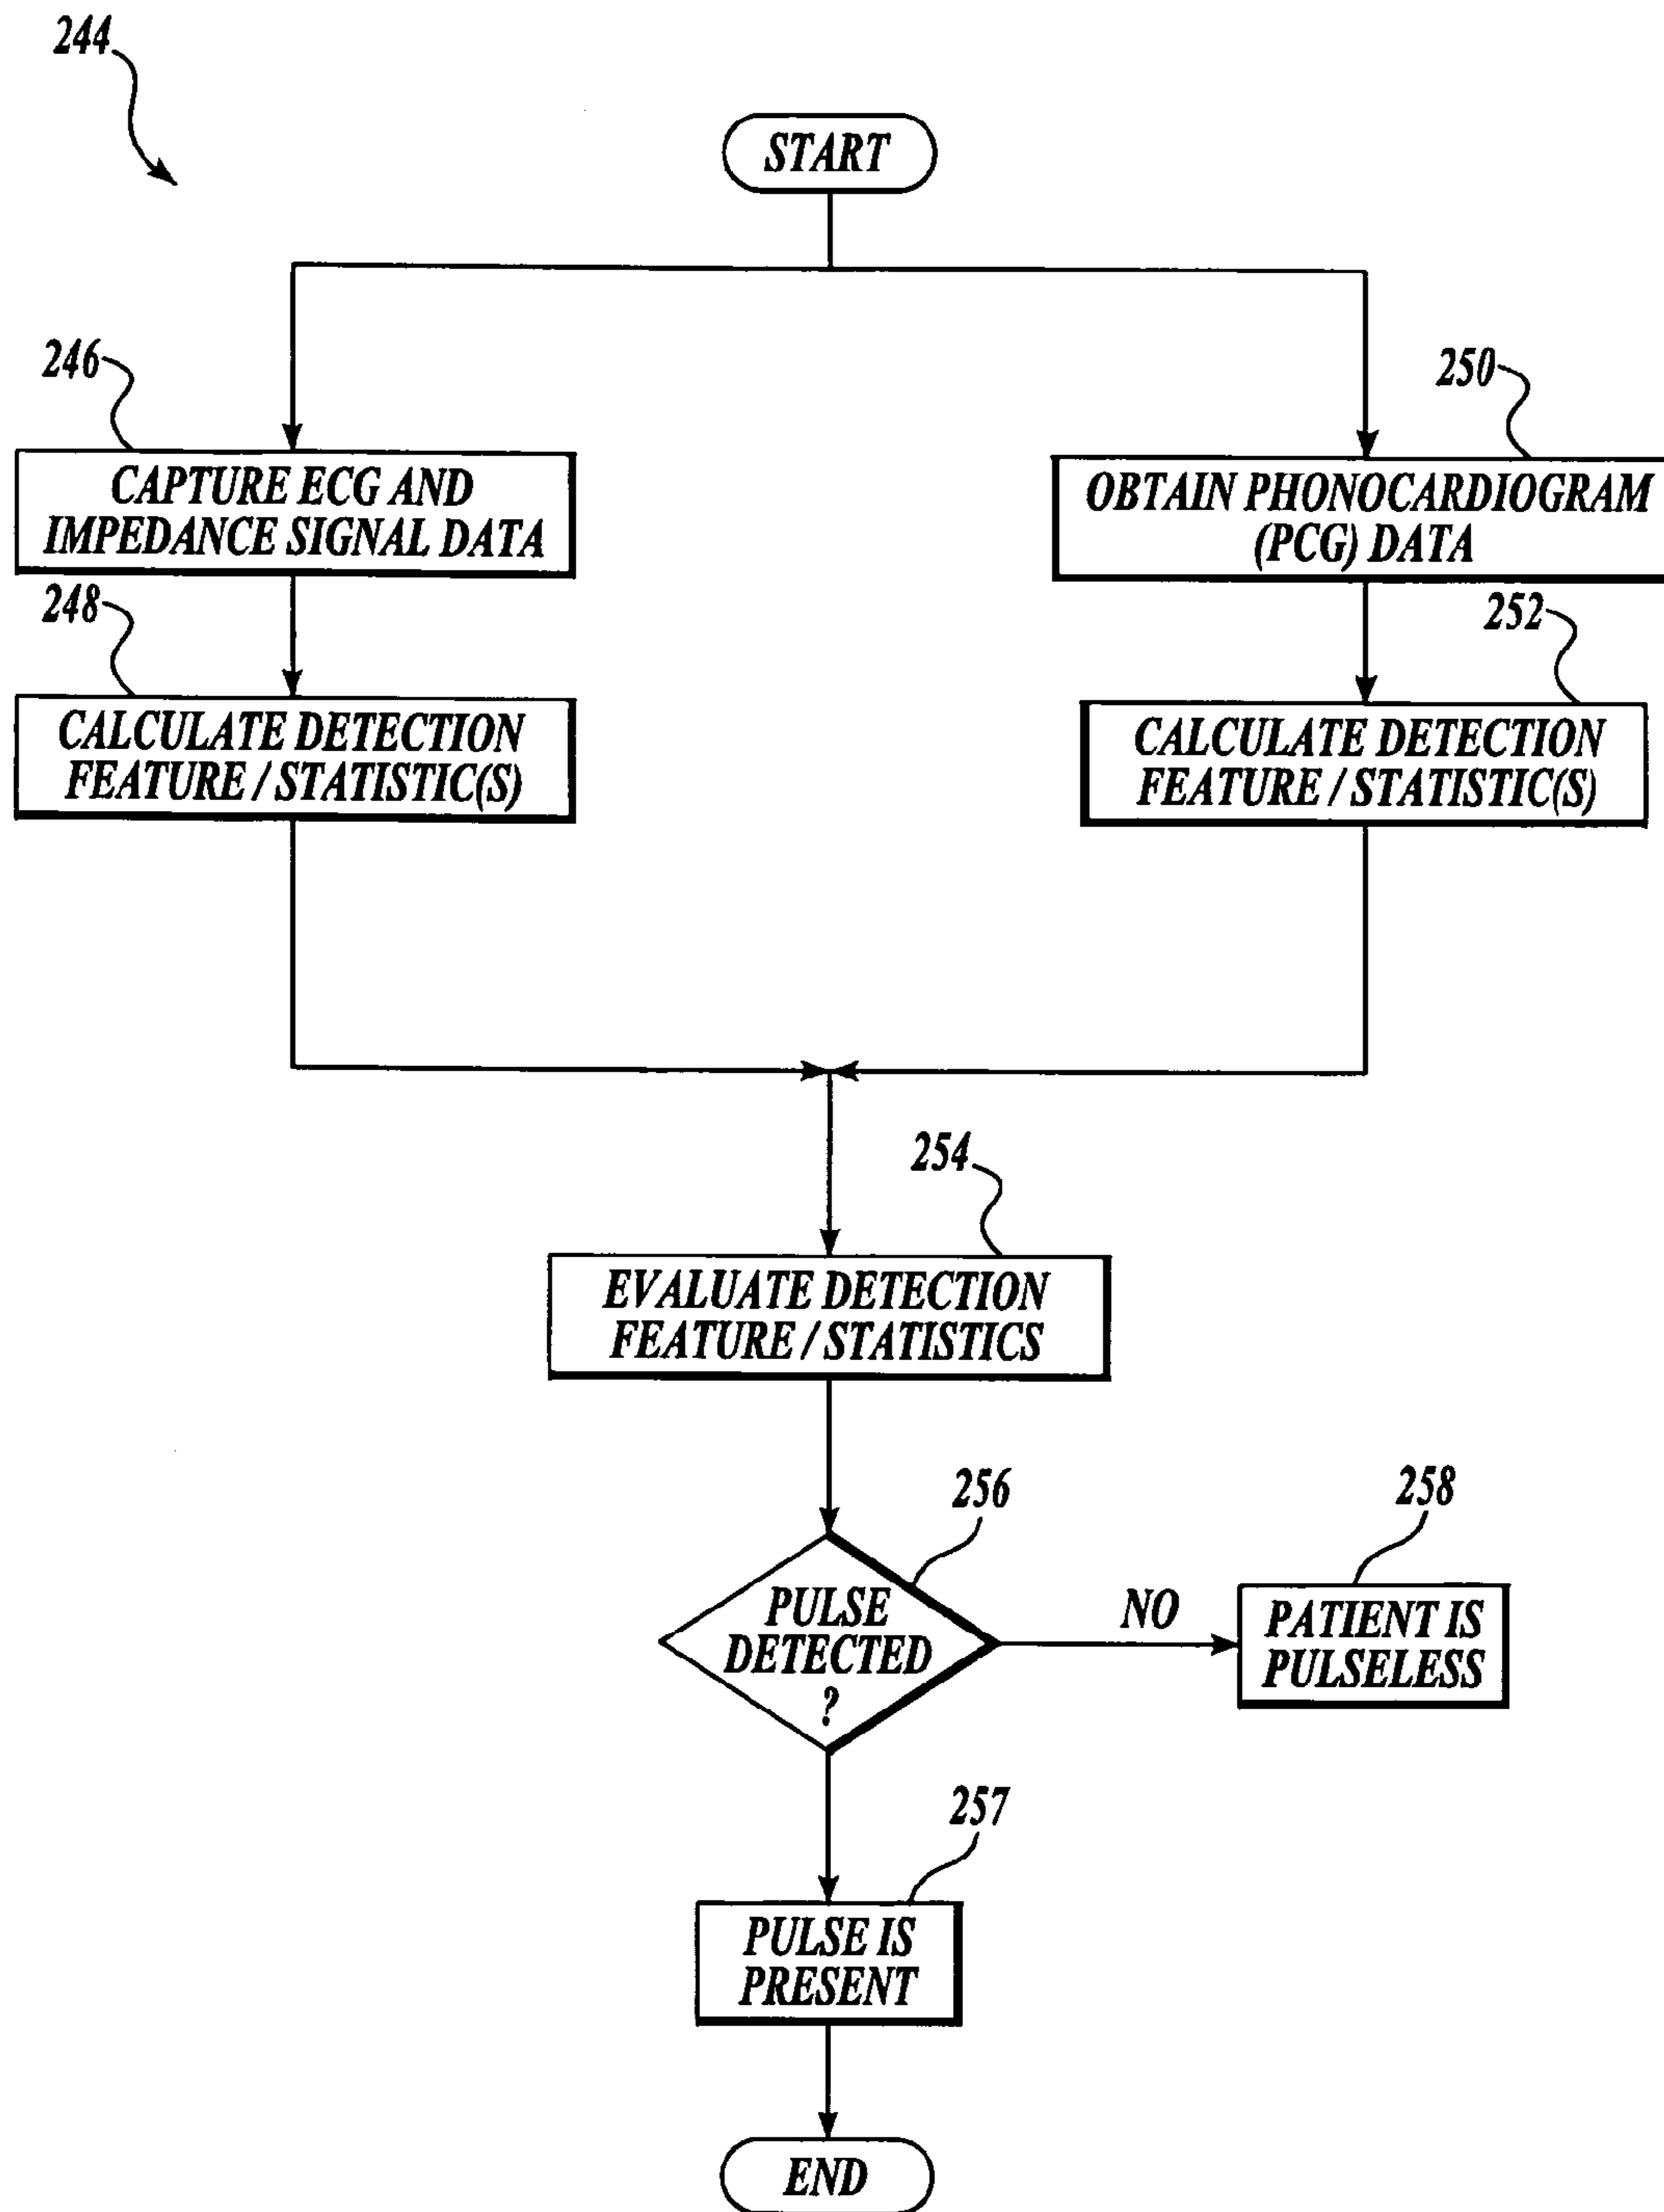 244
START
246
250
CAPTURE ECG AND
IMPEDANCE SIGNAL DATA
OBTAIN PHONOCARDIOGRAM
(PCG) DATA
248
252
CALCULATE DETECTION
FEATURE / STATISTIC(S)
CALCULATE DETECTION
FEATURE / STATISTIC(S)
254
EVALUATE DETECTION
FEATURE / STATISTICS
256
258
PULSE
DETECTED
?
NO
PATIENT IS
PULSELESS
257
PULSE IS
PRESENT
END